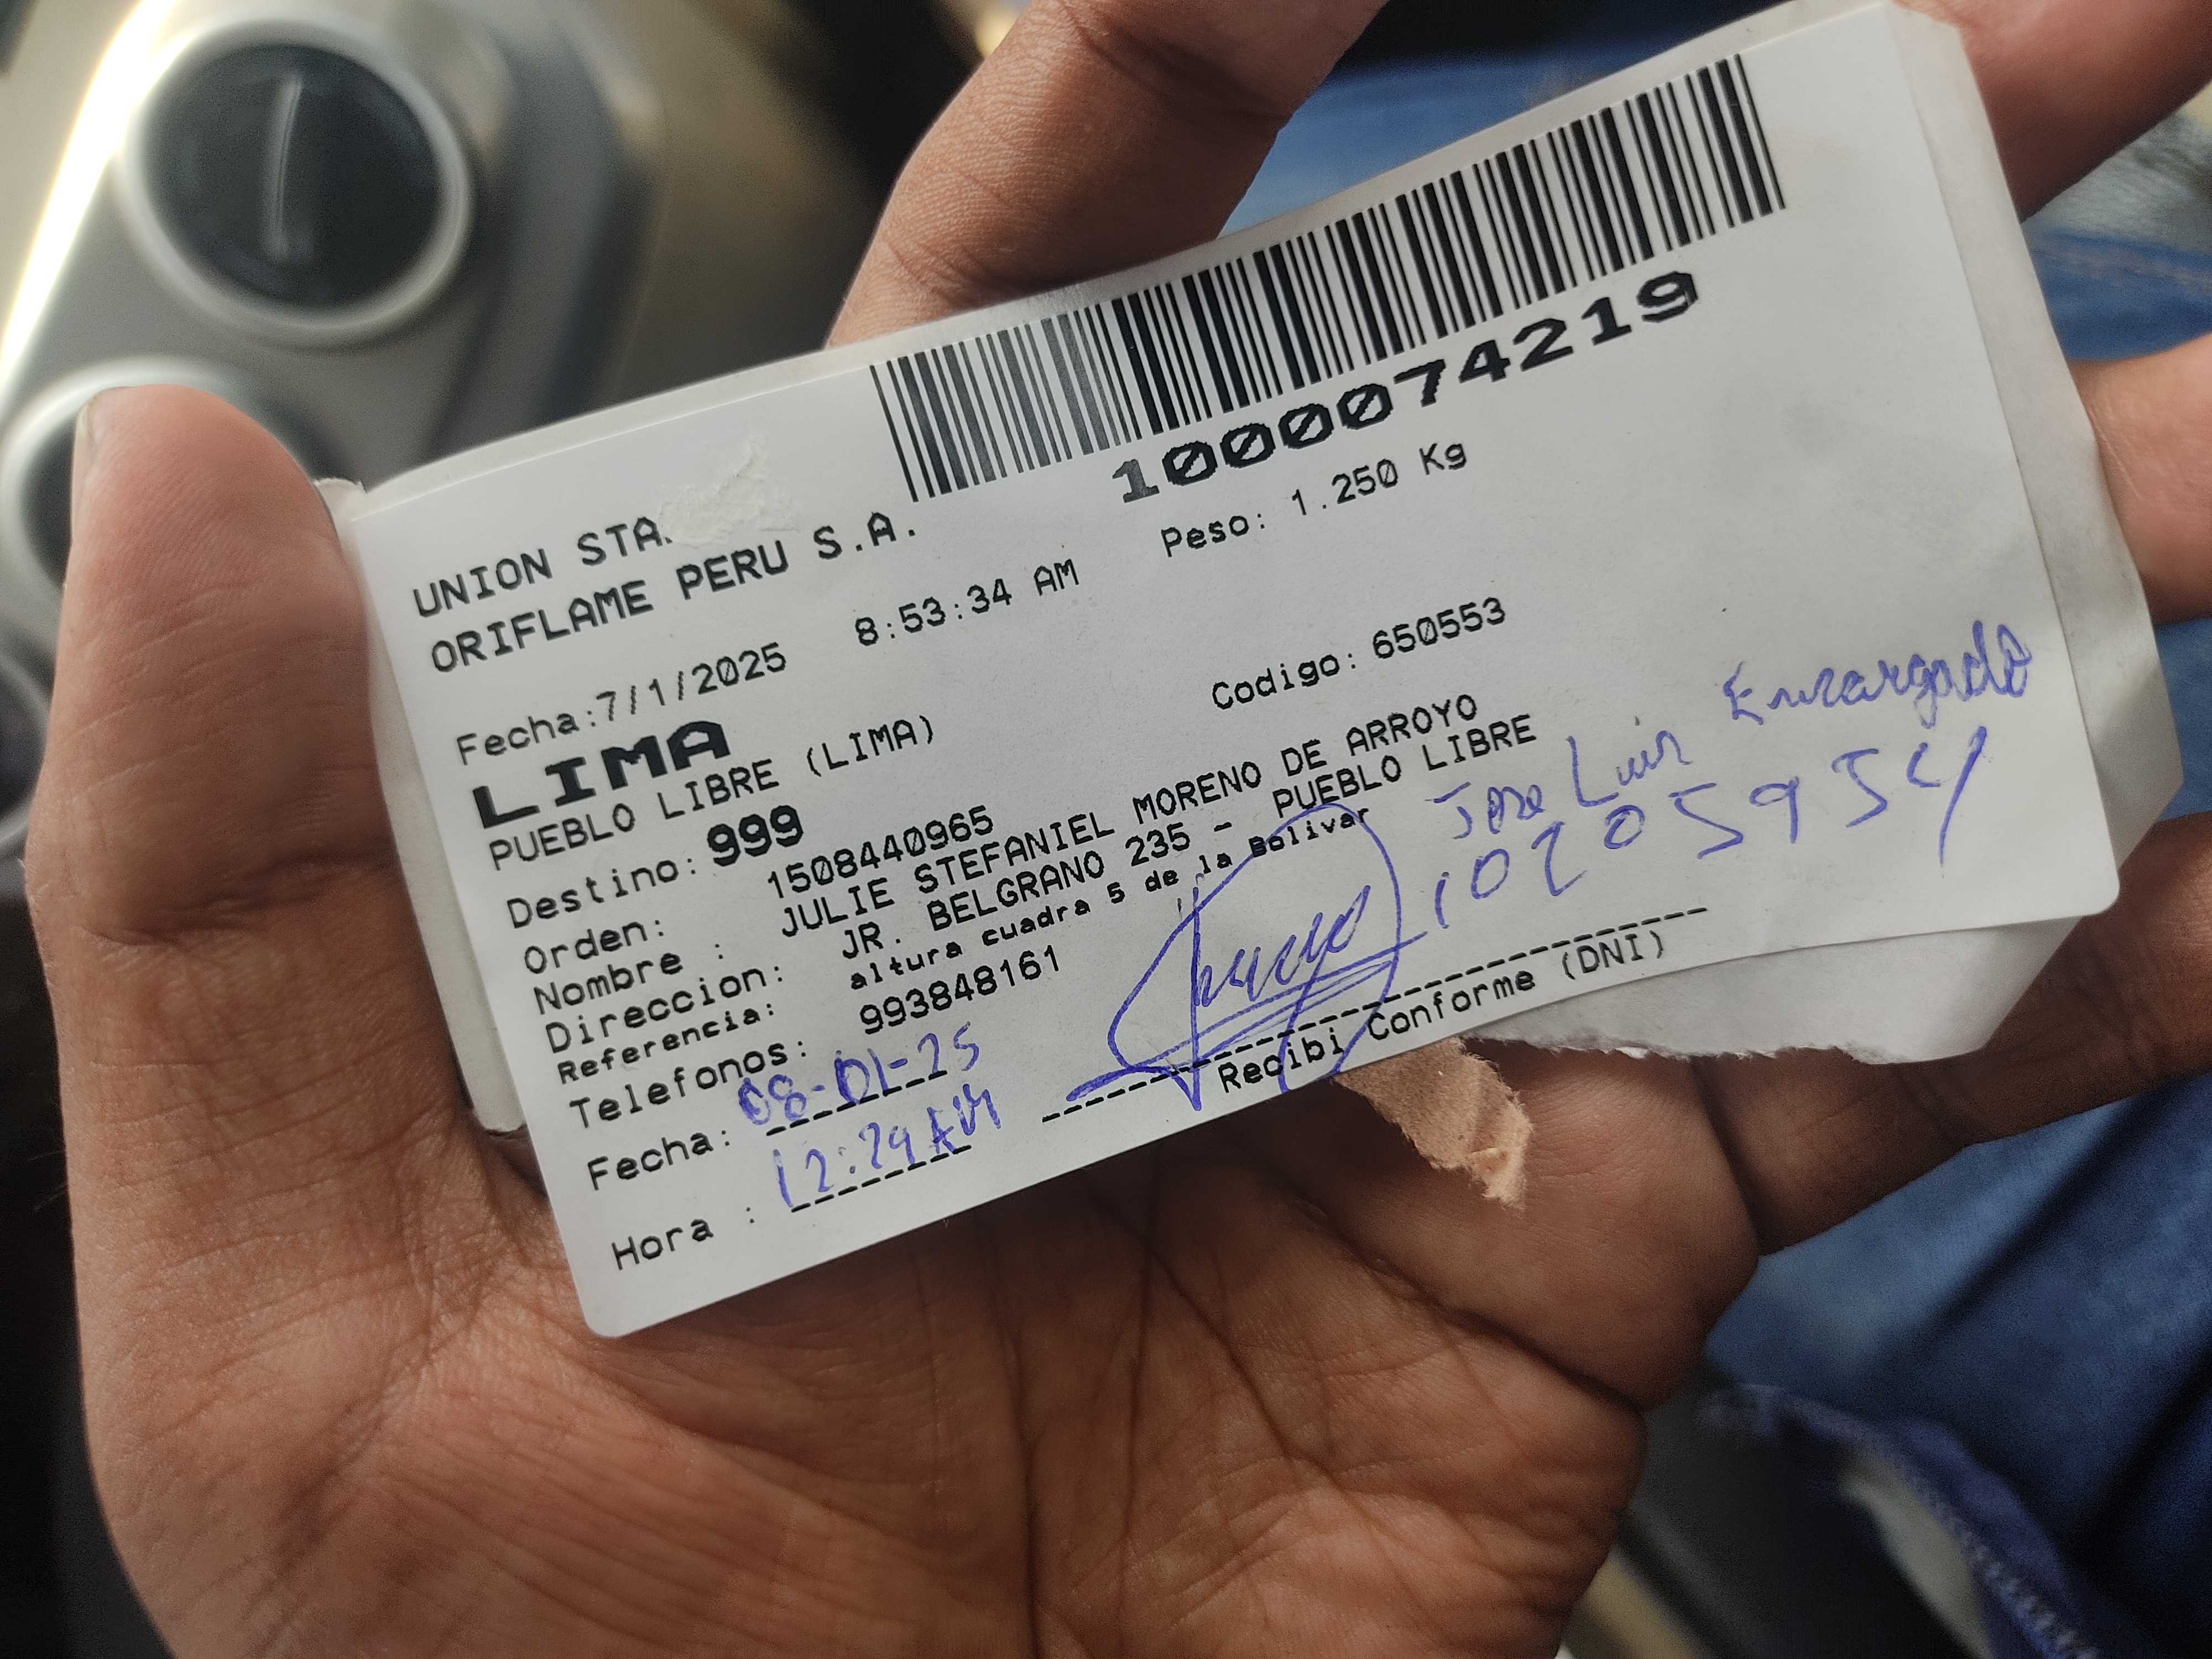 1000074219
UNION STA
ORIFLAME PERU S.A.
Fecha:7/1/2025 8:53:34 AM Peso: 1.250 Kg
LIMA
PUEBLO LIBRE (LIMA) Codigo: 650553
Destino: 999
Orden: 1508440965
Nombre : JULIE STEFANIEL MORENO DE ARROYO
Direccion: JR. BELGRANO 235 - PUEBLO LIBRE
Referencia: altura cuadra 5 de la Bolivar
Telefonos: 993848161
Jose Luis Encargado
Fecha: 08-01-25
Hora : 12:29 AM
Recibi Conforme (DNI)